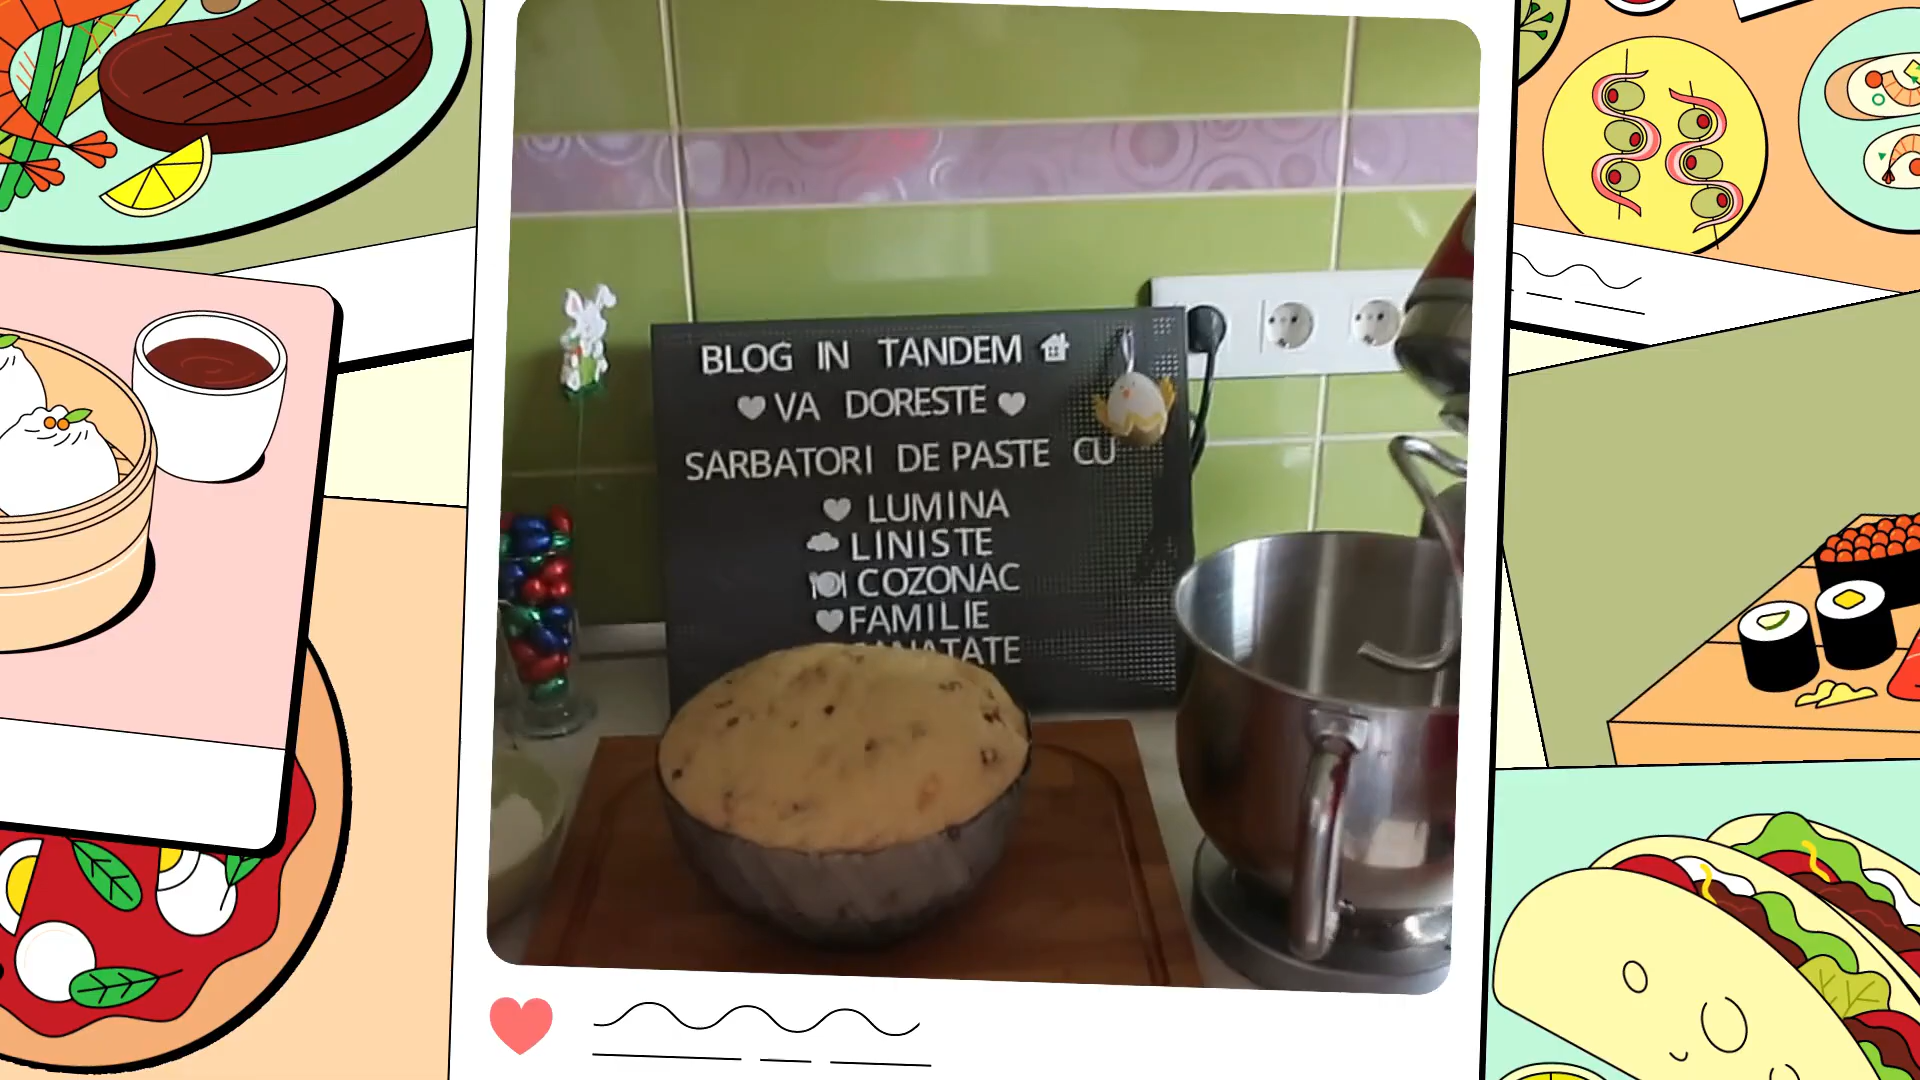 BLOG IN TANDEM
VA DORESTE
SARBATORI DE PASTE CU
LUMINA
LINISTE
COZONAC
FAMILIE